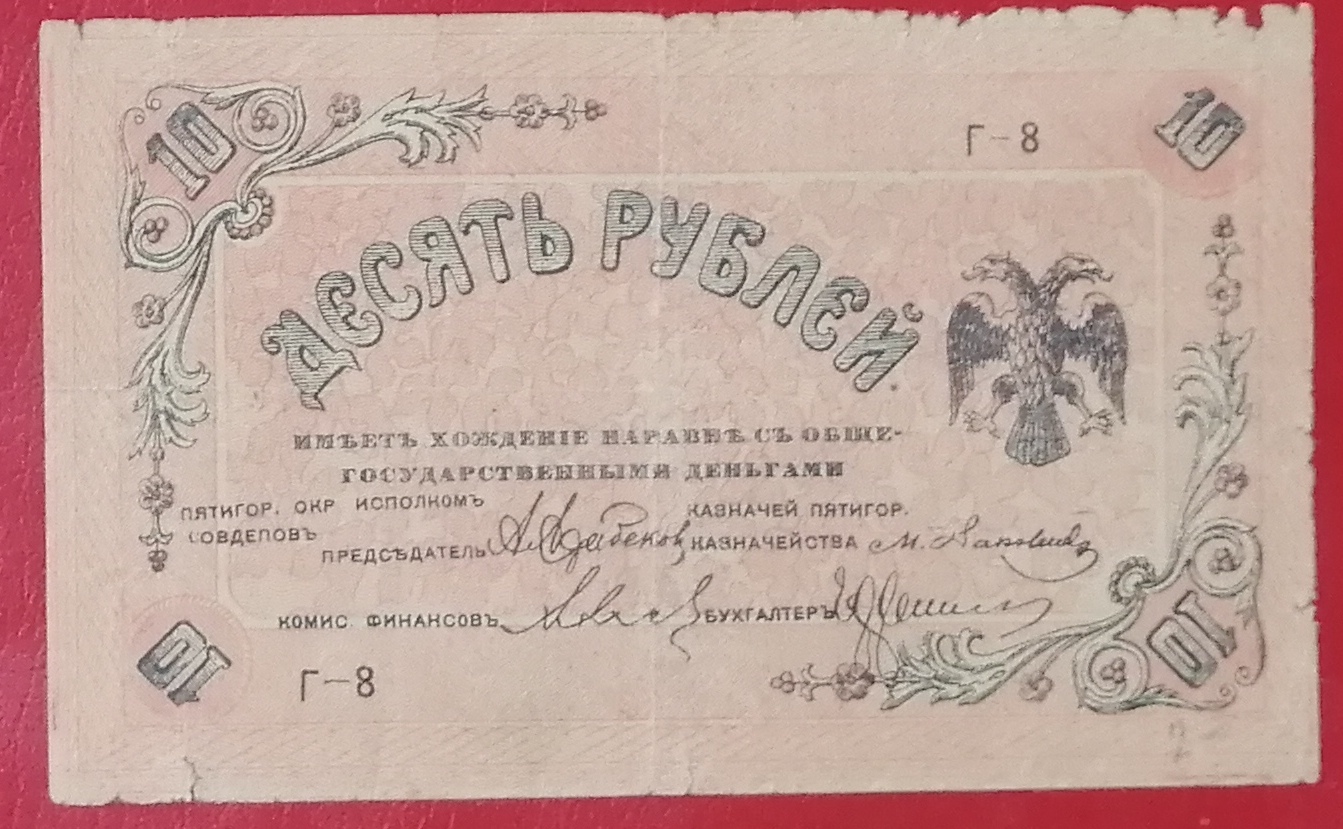 10
Г-8
10
ДЕСЯТЬ РУБЛЕЙ.
ИМѢЕТЪ ХОЖДЕНІЕ НАРАВНѢ СЪ ОБЩЕ-
ГОСУДАРСТВЕННЫМИ ДЕНЬГАМИ
ПЯТИГОР. ОКР ИСПОЛКОМЪ
СОВДЕПОВЪ
ПРЕДСѢДАТЕЛЬ
КАЗНАЧЕЙ ПЯТИГОР.
КАЗНАЧЕЙСТВА
КОМИС. ФИНАНСОВЪ
БУХГАЛТЕРЪ
10
Г-8
10